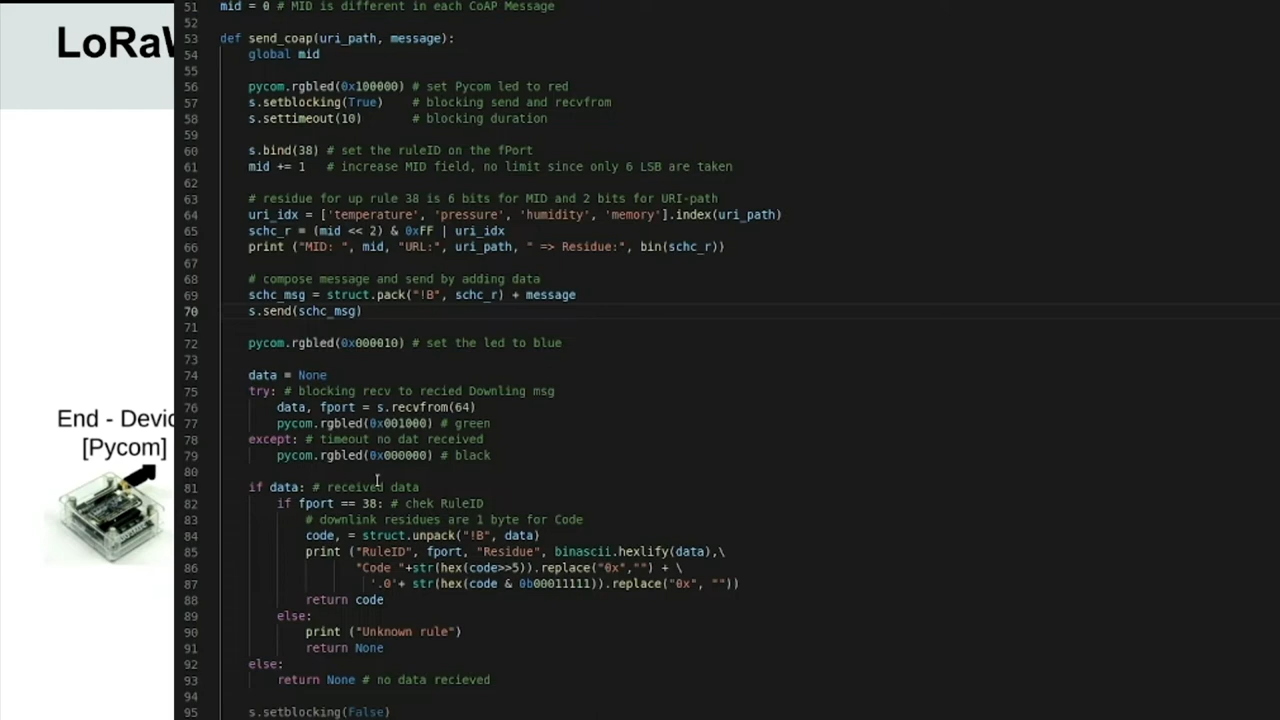 LoRaW
End - Devic
[Pycom]
51 mid = 0 # MID is different in each CoAP Message
52
53 def send_coap(uri_path, message):
54     global mid
55
56     pycom.rgbled(0x100000) # set Pycom led to red
57     s.setblocking(True)    # blocking send and recvfrom
58     s.settimeout(10)       # blocking duration
59
60     s.bind(38) # set the ruleID on the fPort
61     mid += 1   # increase MID field, no limit since only 6 LSB are taken
62
63     # residue for up rule 38 is 6 bits for MID and 2 bits for URI-path
64     uri_idx = ['temperature', 'pressure', 'humidity', 'memory'].index(uri_path)
65     schc_r = (mid << 2) & 0xFF | uri_idx
66     print ("MID: ", mid, "URL:", uri_path, " => Residue:", bin(schc_r))
67
68     # compose message and send by adding data
69     schc_msg = struct.pack("!B", schc_r) + message
70     s.send(schc_msg)
71
72     pycom.rgbled(0x000010) # set the led to blue
73
74     data = None
75     try: # blocking recv to recied Downling msg
76         data, fport = s.recvfrom(64)
77         pycom.rgbled(0x001000) # green
78     except: # timeout no dat received
79         pycom.rgbled(0x000000) # black
80
81     if data: # received data
82         if fport == 38: # chek RuleID
83             # downlink residues are 1 byte for Code
84             code, = struct.unpack("!B", data)
85             print ("RuleID", fport, "Residue", binascii.hexlify(data),\
86                    "Code "+str(hex(code>>5)).replace("0x","") + \
87                      '.0'+ str(hex(code & 0b00011111)).replace("0x", ""))
88             return code
89         else:
90             print ("Unknown rule")
91             return None
92     else:
93         return None # no data recieved
94
95     s.setblocking(False)